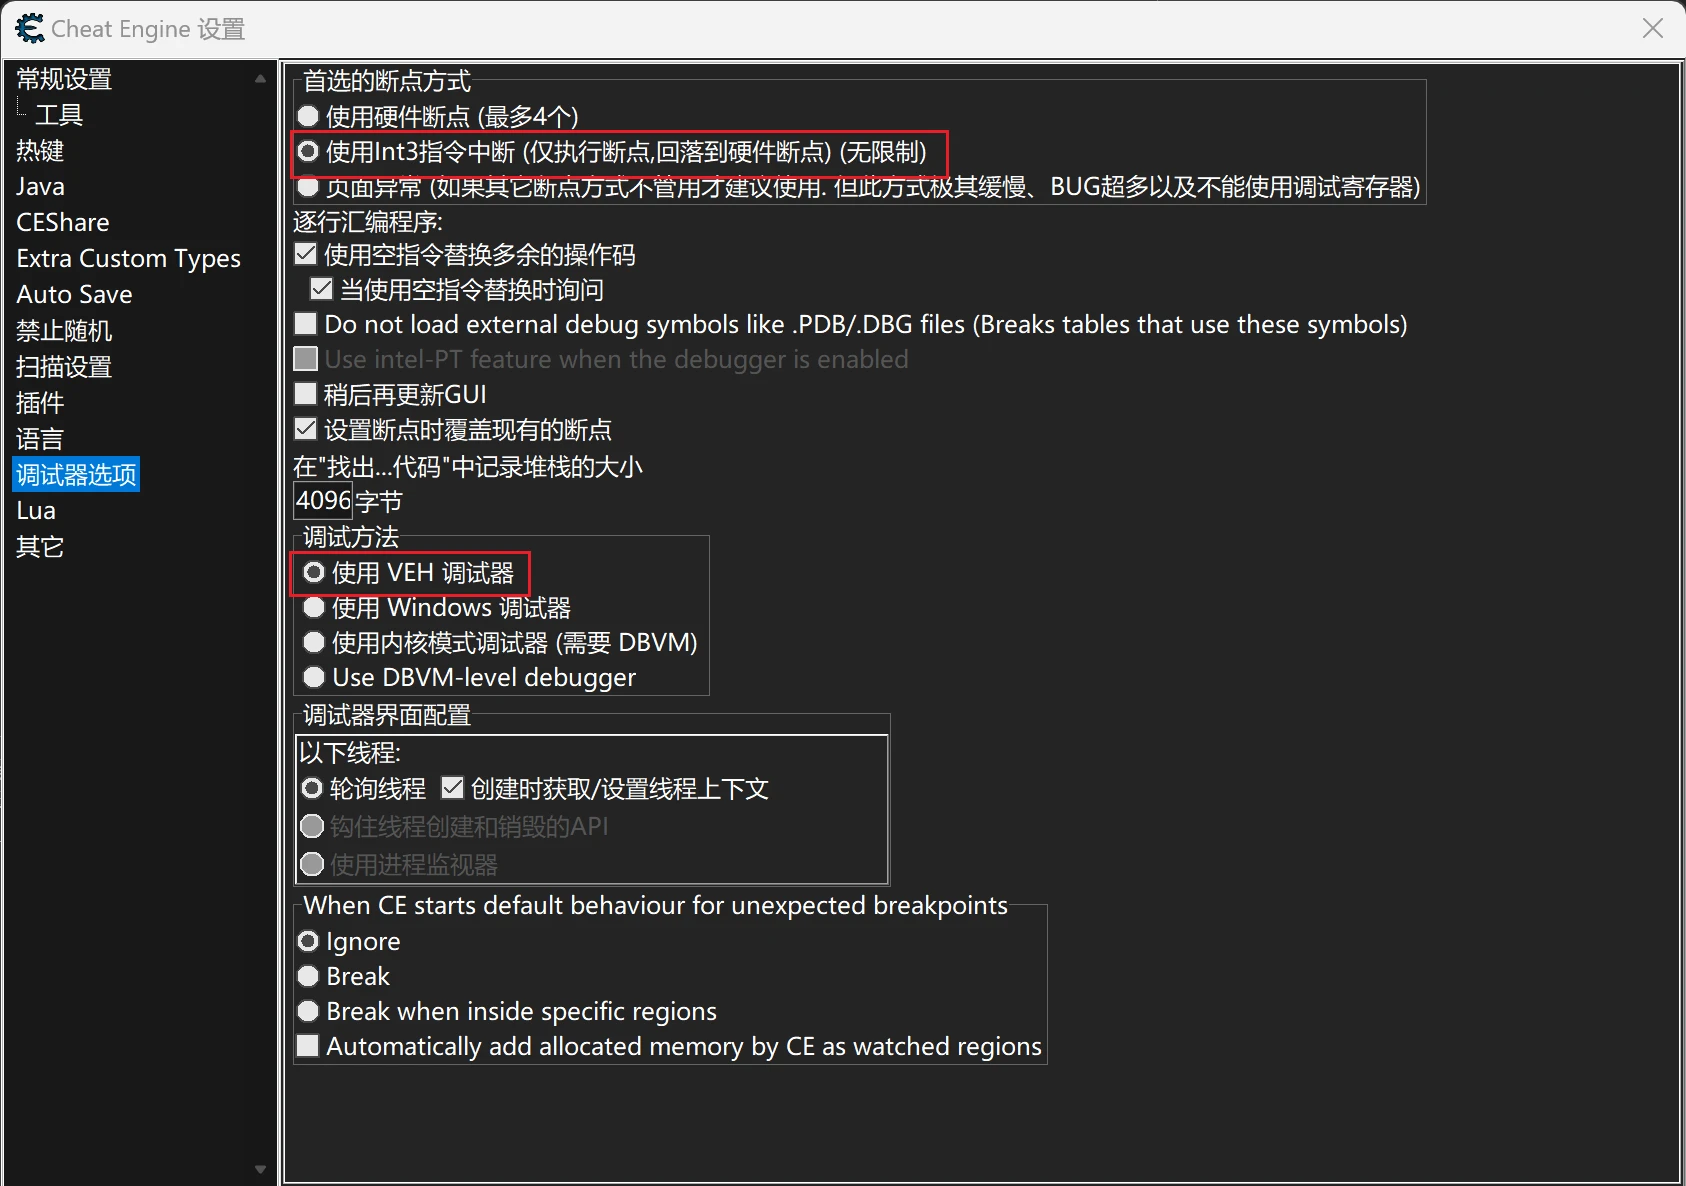 Cheat Engine 设置
常规设置
工具
热键
Java
CEShare
Extra Custom Types
Auto Save
禁止随机
扫描设置
插件
语言
调试器选项
Lua
其它
首选的断点方式
使用硬件断点 (最多4个)
使用Int3指令中断 (仅执行断点,回落到硬件断点) (无限制)
页面异常 (如果其它断点方式不管用才建议使用. 但此方式极其缓慢、BUG超多以及不能使用调试寄存器)
逐行汇编程序:
使用空指令替换多余的操作码
当使用空指令替换时询问
Do not load external debug symbols like .PDB/.DBG files (Breaks tables that use these symbols)
Use intel-PT feature when the debugger is enabled
稍后再更新GUI
设置断点时覆盖现有的断点
在"找出...代码"中记录堆栈的大小
4096 字节
调试方法
使用 VEH 调试器
使用 Windows 调试器
使用内核模式调试器 (需要 DBVM)
Use DBVM-level debugger
调试器界面配置
以下线程:
轮询线程 创建时获取/设置线程上下文
钩住线程创建和销毁的API
使用进程监视器
When CE starts default behaviour for unexpected breakpoints
Ignore
Break
Break when inside specific regions
Automatically add allocated memory by CE as watched regions